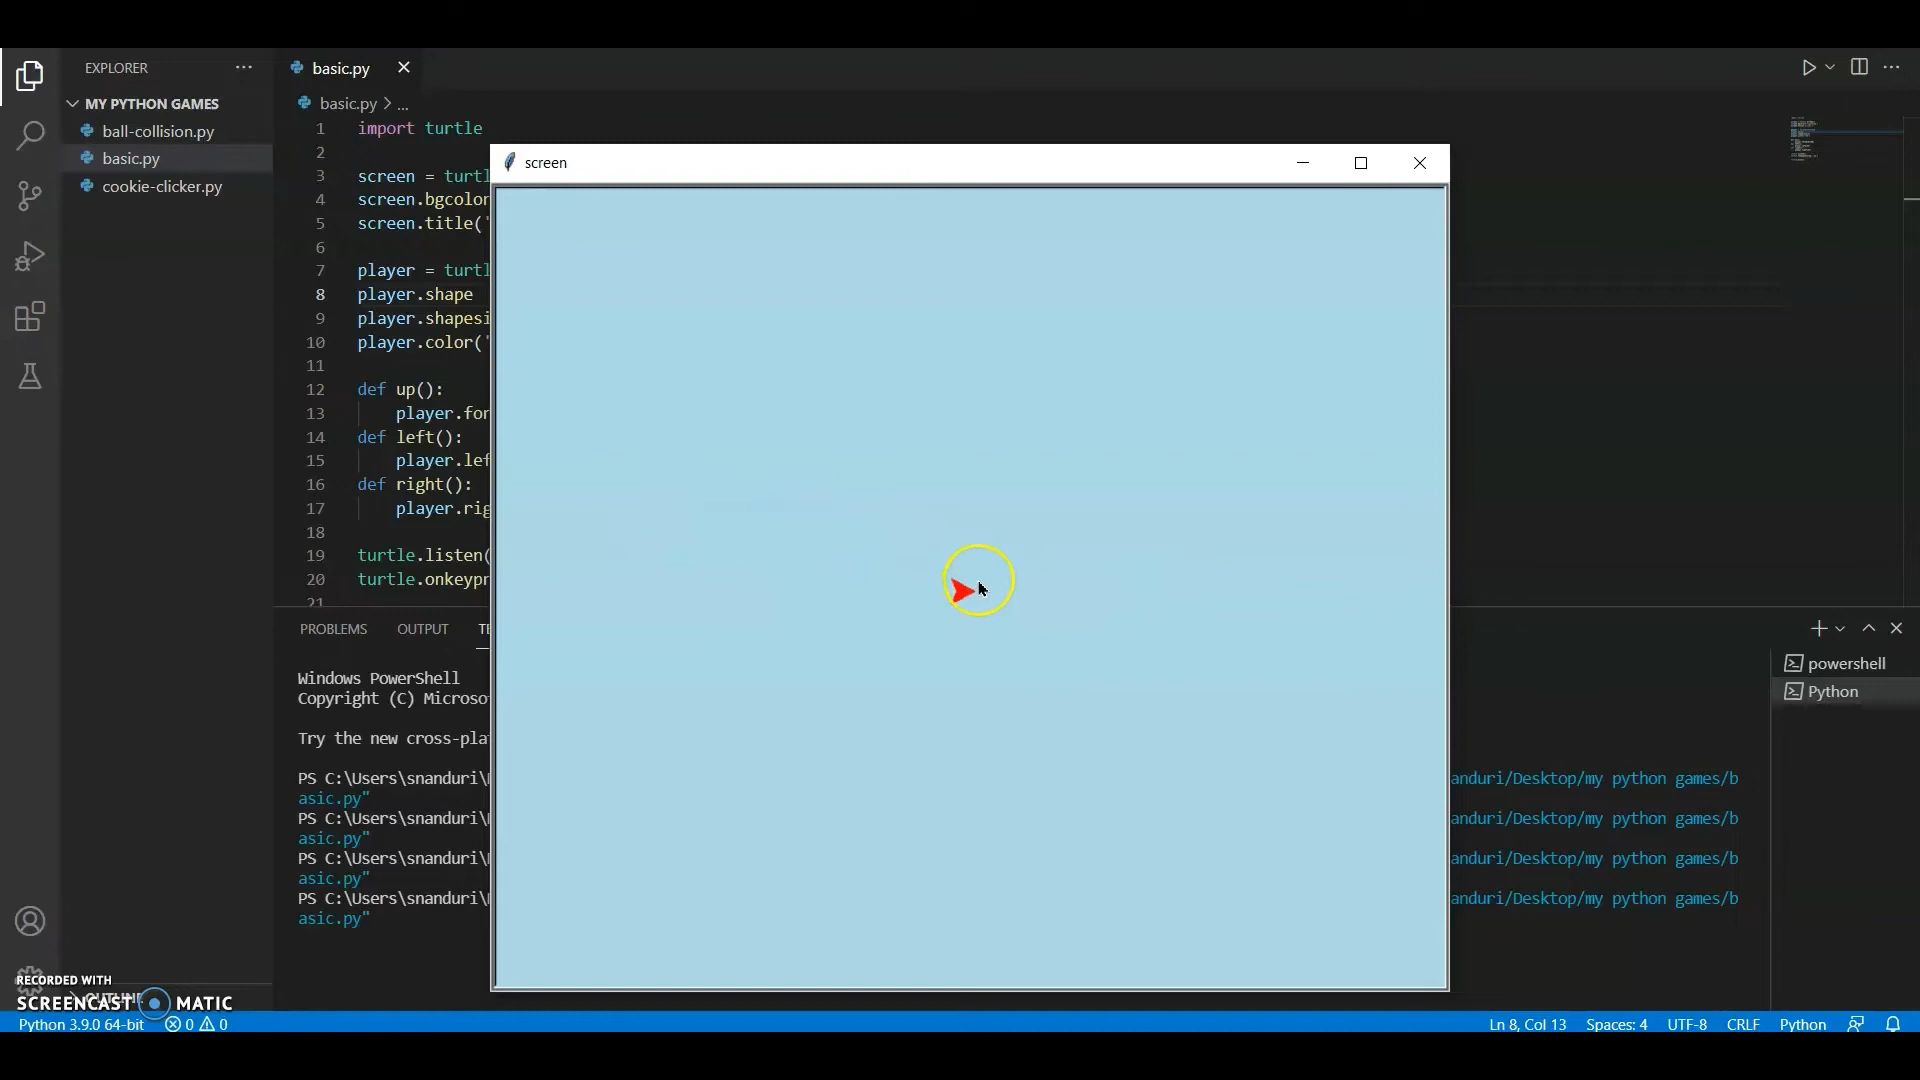 EXPLORER
MY PYTHON GAMES
ball-collision.py
basic.py
cookie-clicker.py
basic.py
basic.py > ...
1 import turtle
2
3 screen = turtl
4 screen.bgcolor
5 screen.title(
6
7 player = turtl
8 player.shape
9 player.shapesi
10 player.color(
11
12 def up():
13 player.for
14 def left():
15 player.lef
16 def right():
17 player.rig
18
19 turtle.listen(
20 turtle.onkeypr
21
screen
PROBLEMS OUTPUT TE
Windows PowerShell
Copyright (C) Microso
Try the new cross-pla
PS C:\Users\snanduri\ anduri/Desktop/my python games/b
asic.py"
PS C:\Users\snanduri\ anduri/Desktop/my python games/b
asic.py"
PS C:\Users\snanduri\ anduri/Desktop/my python games/b
asic.py"
PS C:\Users\snanduri\ anduri/Desktop/my python games/b
asic.py"
powershell
Python
RECORDED WITH
SCREENCAST MATIC
OUTLINE
Python 3.9.0 64-bit 0 0
Ln 8, Col 13 Spaces: 4 UTF-8 CRLF Python